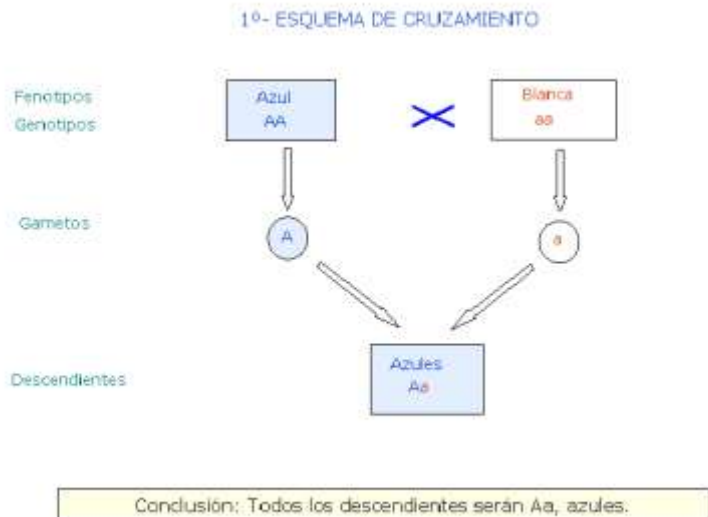 1º- ESQUEMA DE CRUZAMIENTO
Fenotipos
Genotipos
Azul
AA
Blanca
aa
Gametos
A
a
Descendientes
Azules
Aa
Conclusión: Todos los descendientes serán Aa, azules.